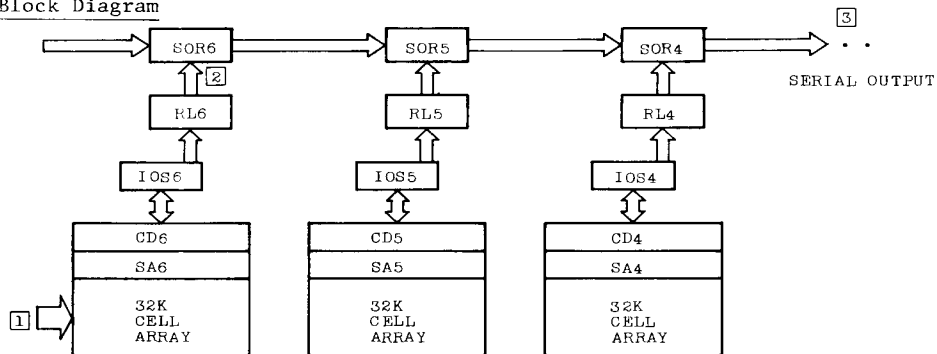 Block Diagram
3
SOR6 SOR5 SOR4 . .
2
SERIAL OUTPUT
RL6 RL5 RL4
IOS6 IOS5 IOS4
CD6 CD5 CD4
SA6 SA5 SA4
1
32K 32K 32K
CELL CELL CELL
ARRAY ARRAY ARRAY